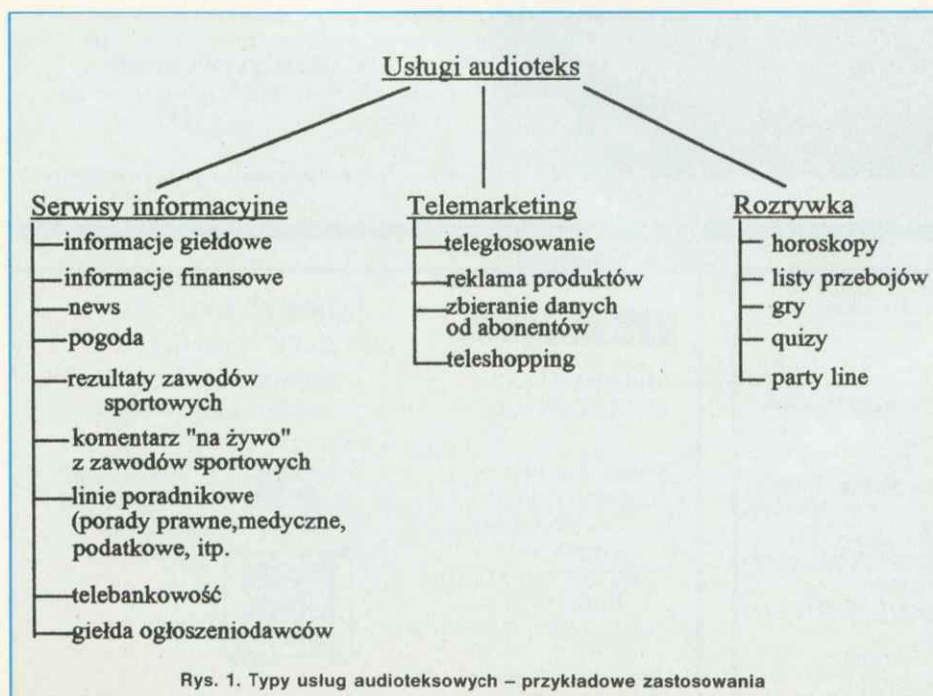 Usługi audioteks
Serwisy informacyjne
informacje giełdowe
informacje finansowe
news
pogoda
rezultaty zawodów
sportowych
komentarz "na żywo"
z zawodów sportowych
linie poradnikowe
(porady prawne,medyczne,
podatkowe, itp.
telebankowość
giełda ogłoszeniodawców
Telemarketing
teległosowanie
reklama produktów
zbieranie danych
od abonentów
teleshopping
Rozrywka
horoskopy
listy przebojów
gry
quizy
party line
Rys. 1. Typy usług audioteksowych – przykładowe zastosowania